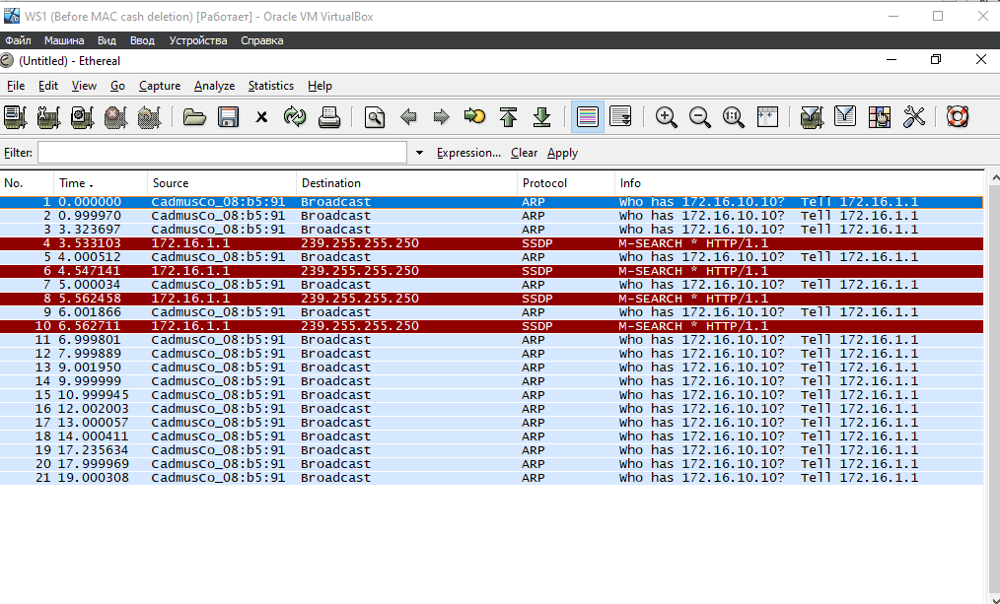 WS1 (Before MAC cash deletion) [Работает] - Oracle VM VirtualBox
Файл Машина Вид Ввод Устройства Справка
(Untitled) - Ethereal
File Edit View Go Capture Analyze Statistics Help
Filter: Expression... Clear Apply
No. Time . Source Destination Protocol Info
1 0.000000 CadmusCo_08:b5:91 Broadcast ARP Who has 172.16.10.10? Tell 172.16.1.1
2 0.999970 CadmusCo_08:b5:91 Broadcast ARP Who has 172.16.10.10? Tell 172.16.1.1
3 3.323697 CadmusCo_08:b5:91 Broadcast ARP Who has 172.16.10.10? Tell 172.16.1.1
4 3.533103 172.16.1.1 239.255.255.250 SSDP M-SEARCH * HTTP/1.1
5 4.000512 CadmusCo_08:b5:91 Broadcast ARP Who has 172.16.10.10? Tell 172.16.1.1
6 4.547141 172.16.1.1 239.255.255.250 SSDP M-SEARCH * HTTP/1.1
7 5.000034 CadmusCo_08:b5:91 Broadcast ARP Who has 172.16.10.10? Tell 172.16.1.1
8 5.562458 172.16.1.1 239.255.255.250 SSDP M-SEARCH * HTTP/1.1
9 6.001866 CadmusCo_08:b5:91 Broadcast ARP Who has 172.16.10.10? Tell 172.16.1.1
10 6.562711 172.16.1.1 239.255.255.250 SSDP M-SEARCH * HTTP/1.1
11 6.999801 CadmusCo_08:b5:91 Broadcast ARP Who has 172.16.10.10? Tell 172.16.1.1
12 7.999889 CadmusCo_08:b5:91 Broadcast ARP Who has 172.16.10.10? Tell 172.16.1.1
13 9.001950 CadmusCo_08:b5:91 Broadcast ARP Who has 172.16.10.10? Tell 172.16.1.1
14 9.999999 CadmusCo_08:b5:91 Broadcast ARP Who has 172.16.10.10? Tell 172.16.1.1
15 10.999945 CadmusCo_08:b5:91 Broadcast ARP Who has 172.16.10.10? Tell 172.16.1.1
16 12.002003 CadmusCo_08:b5:91 Broadcast ARP Who has 172.16.10.10? Tell 172.16.1.1
17 13.000057 CadmusCo_08:b5:91 Broadcast ARP Who has 172.16.10.10? Tell 172.16.1.1
18 14.000411 CadmusCo_08:b5:91 Broadcast ARP Who has 172.16.10.10? Tell 172.16.1.1
19 17.235634 CadmusCo_08:b5:91 Broadcast ARP Who has 172.16.10.10? Tell 172.16.1.1
20 17.999969 CadmusCo_08:b5:91 Broadcast ARP Who has 172.16.10.10? Tell 172.16.1.1
21 19.000308 CadmusCo_08:b5:91 Broadcast ARP Who has 172.16.10.10? Tell 172.16.1.1